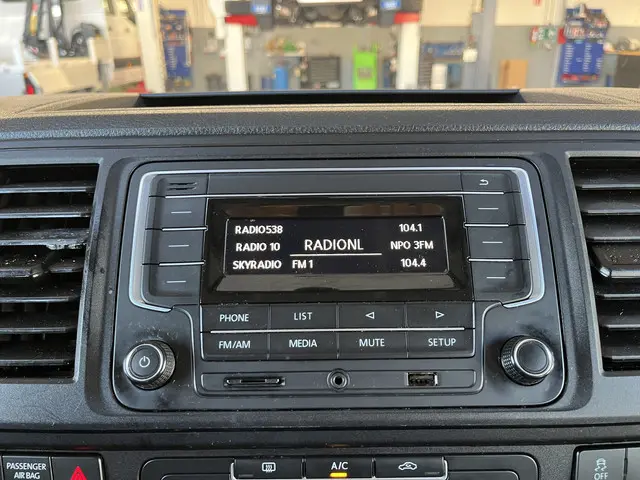 RADIO538 104.1
RADIO 10 RADIONL NPO 3FM
SKYRADIO FM 1 104.4
PHONE LIST
FM/AM MEDIA MUTE SETUP
PASSENGER
AIR BAG
A/C
OFF